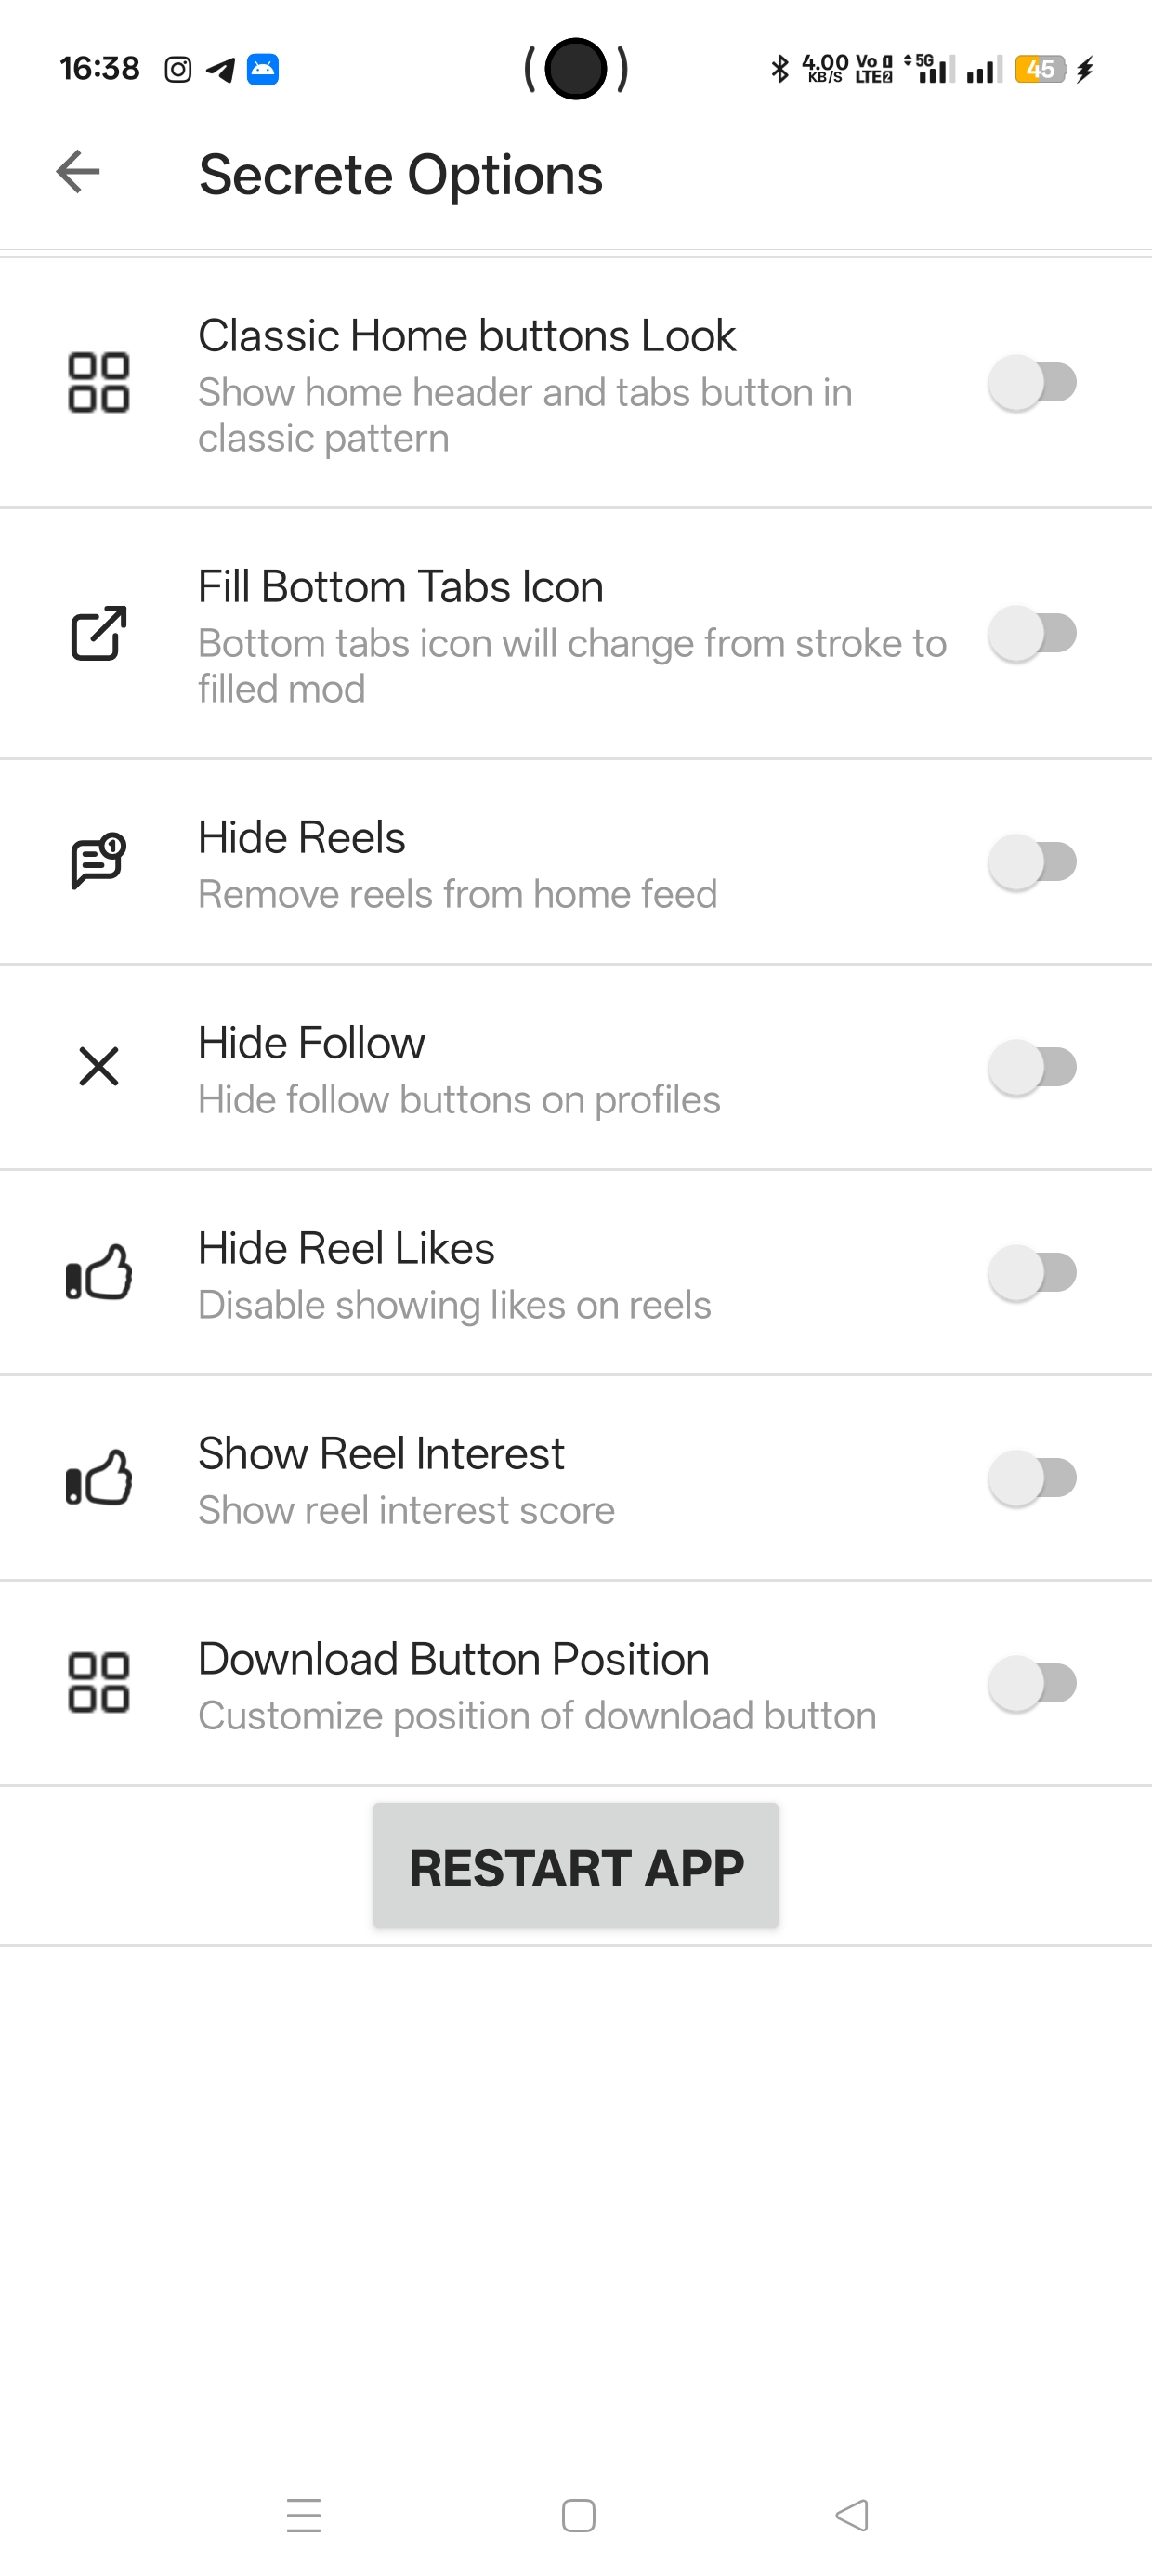 16:38
4.00 KB/S Vo LTE2 5G 45
Secrete Options
Classic Home buttons Look
Show home header and tabs button in
classic pattern
Fill Bottom Tabs Icon
Bottom tabs icon will change from stroke to
filled mod
Hide Reels
Remove reels from home feed
Hide Follow
Hide follow buttons on profiles
Hide Reel Likes
Disable showing likes on reels
Show Reel Interest
Show reel interest score
Download Button Position
Customize position of download button
RESTART APP